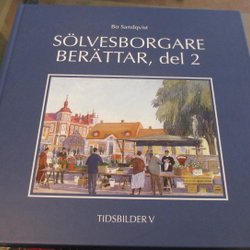 Bo Sandqvist
SÖLVESBORGARE
BERÄTTAR, del 2
TIDSBILDER V